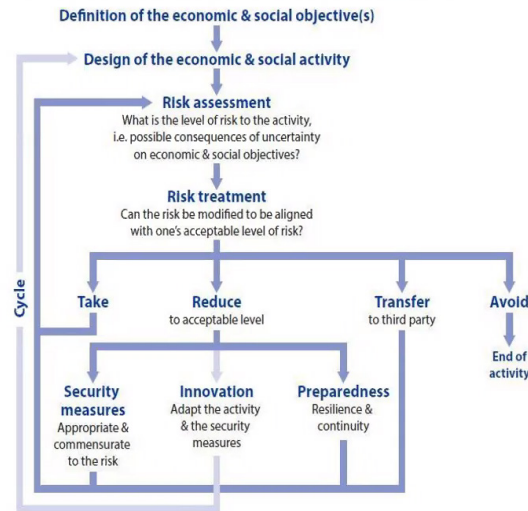 Definition of the economic & social objective(s)
Design of the economic & social activity
Risk assessment
What is the level of risk to the activity,
i.e. possible consequences of uncertainty
on economic & social objectives?
Risk treatment
Can the risk be modified to be aligned
with one's acceptable level of risk?
Cycle
Take
Reduce
to acceptable level
Transfer
to third party
Avoid
End of
activity
Security
measures
Appropriate &
commensurate
to the risk
Innovation
Adapt the activity
& the security
measures
Preparedness
Resilience &
continuity